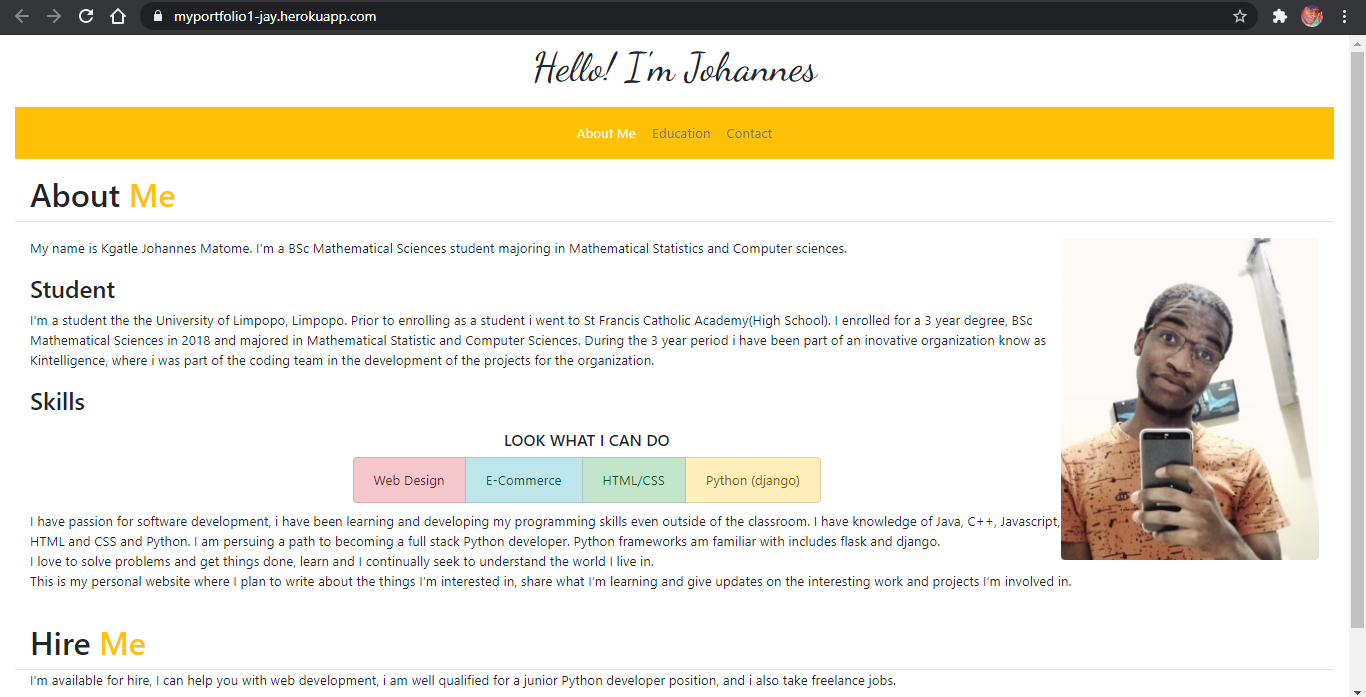 myportfolio1-jay.herokuapp.com
Hello! I'm Johannes
About Me Education Contact
About Me
My name is Kgatle Johannes Matome. I'm a BSc Mathematical Sciences student majoring in Mathematical Statistics and Computer sciences.
Student
I'm a student the the University of Limpopo, Limpopo. Prior to enrolling as a student i went to St Francis Catholic Academy(High School). I enrolled for a 3 year degree, BSc
Mathematical Sciences in 2018 and majored in Mathematical Statistic and Computer Sciences. During the 3 year period i have been part of an inovative organization know as
Kintelligence, where i was part of the coding team in the development of the projects for the organization.
Skills
LOOK WHAT I CAN DO
Web Design E-Commerce HTML/CSS Python (django)
I have passion for software development, i have been learning and developing my programming skills even outside of the classroom. I have knowledge of Java, C++, Javascript,
HTML and CSS and Python. I am persuing a path to becoming a full stack Python developer. Python frameworks am familiar with includes flask and django.
I love to solve problems and get things done, learn and I continually seek to understand the world I live in.
This is my personal website where I plan to write about the things I'm interested in, share what I'm learning and give updates on the interesting work and projects I'm involved in.
Hire Me
I'm available for hire, I can help you with web development, i am well qualified for a junior Python developer position, and i also take freelance jobs.